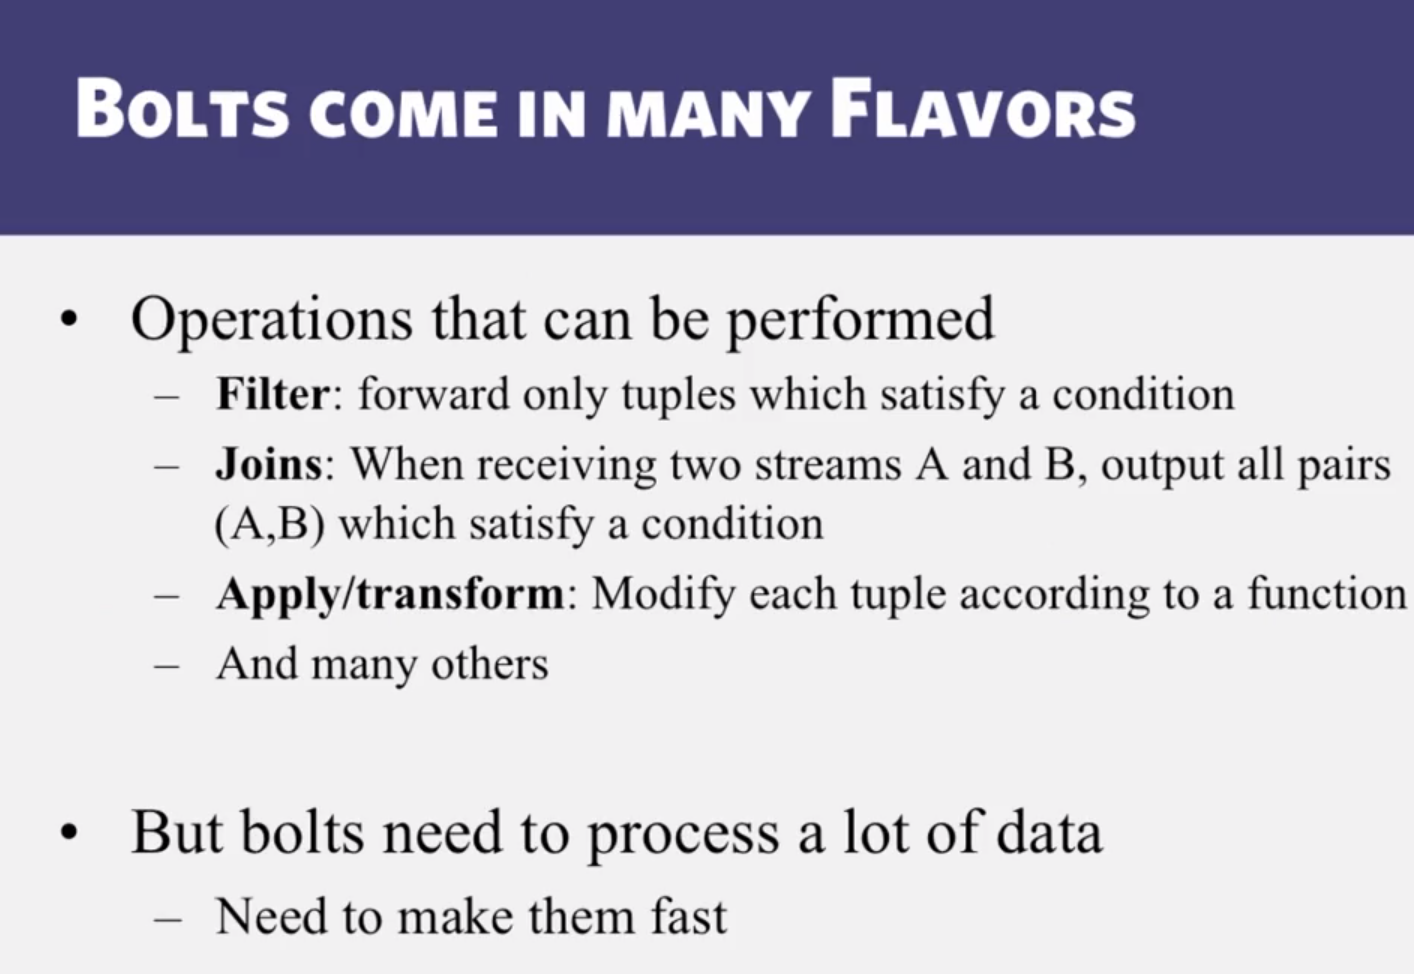 BOLTS COME IN MANY FLAVORS
• Operations that can be performed
– Filter: forward only tuples which satisfy a condition
– Joins: When receiving two streams A and B, output all pairs
(A,B) which satisfy a condition
– Apply/transform: Modify each tuple according to a function
– And many others
• But bolts need to process a lot of data
– Need to make them fast